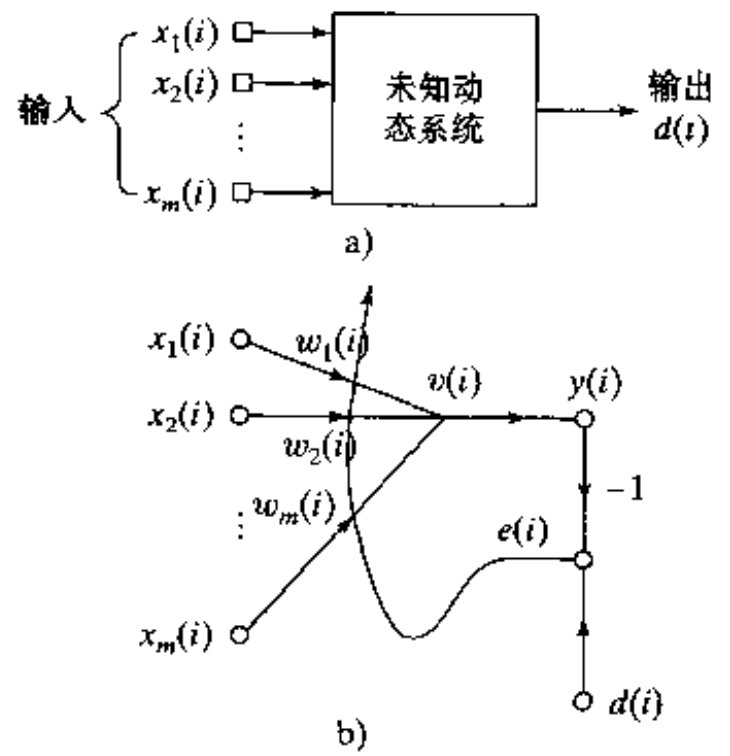 x₁(i)
x₂(i)
输入
⋮
xₘ(i)
未知动
态系统
输出
d(t)
a)
x₁(i)
w₁(i)
v(i}
y(i)
x₂(i)
w₂(i)
-1
wₘ(i)
⋮
e(i)
xₘ(i)
d(i)
b)